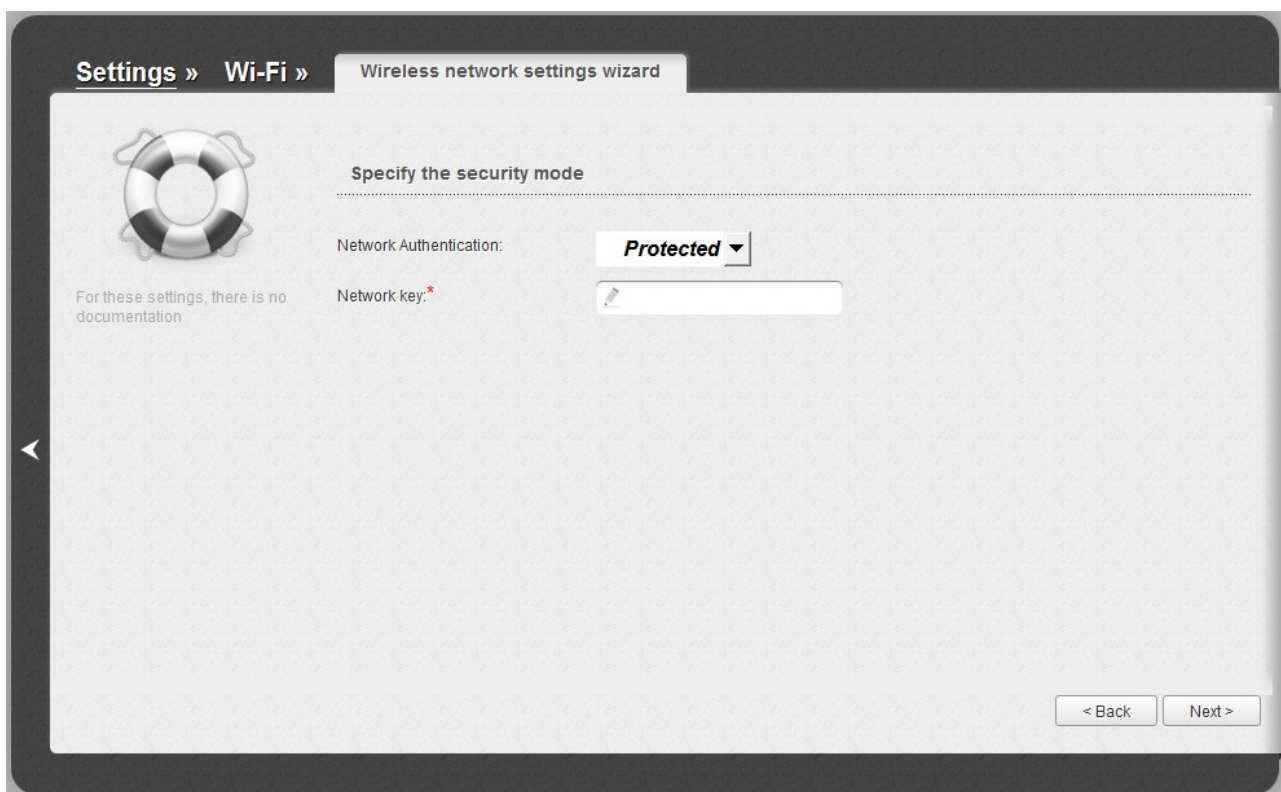 Settings » Wi-Fi » Wireless network settings wizard
Specify the security mode
Network Authentication: Protected
Network key:*
For these settings, there is no
documentation
< Back Next >